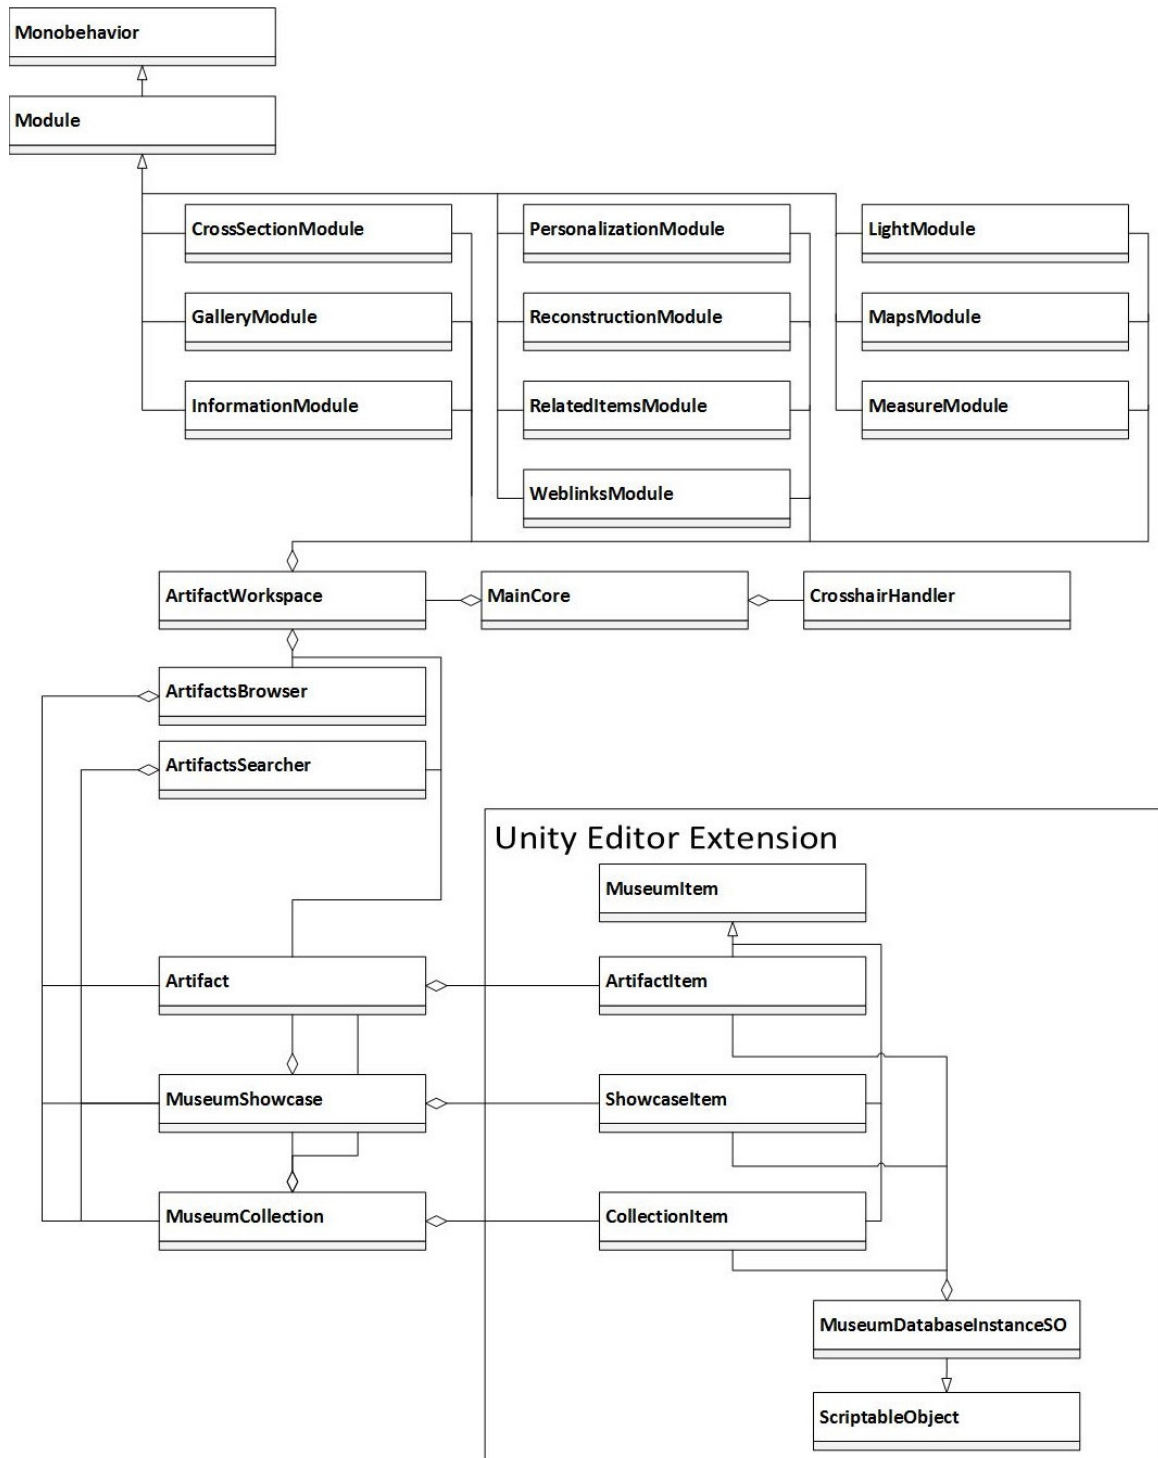 Monobehavior
Module
CrossSectionModule
PersonalizationModule
LightModule
GalleryModule
ReconstructionModule
MapsModule
InformationModule
RelatedItemsModule
MeasureModule
WeblinksModule
ArtifactWorkspace
MainCore
CrosshairHandler
ArtifactsBrowser
ArtifactsSearcher
Unity Editor Extension
MuseumItem
Artifact
ArtifactItem
MuseumShowcase
ShowcaseItem
MuseumCollection
CollectionItem
MuseumDatabaseInstanceSO
ScriptableObject